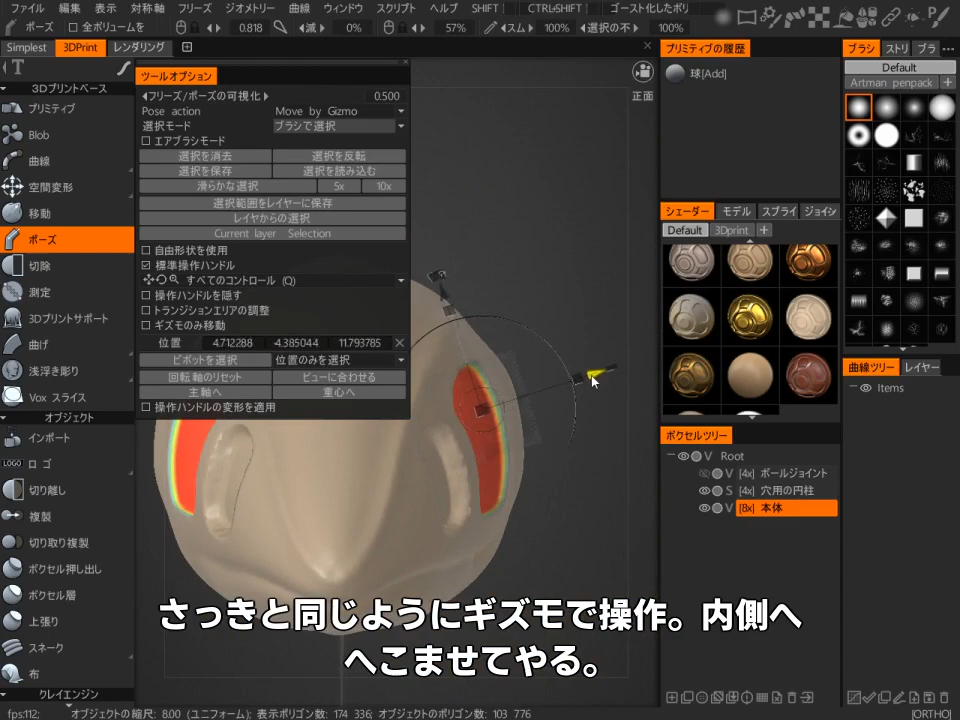 ファイル 編集 表示 対称軸 フリーズ ジオメトリー 曲線 ウィンドウ スクリプト ヘルプ SHIFT CTRL+SHIFT ゴースト化したポリ
ポーズ 全ボリュームを 0.818 減 0% 57% スム 100% 選択の不 100%
Simplest 3DPrint レンダリング
T
3Dプリントベース
プリミティブ
Blob
曲線
空間変形
移動
ポーズ
切除
測定
3Dプリントサポート
曲げ
浅浮き彫り
Vox スライス
オブジェクト
インポート
LOGO ロゴ
切り離し
複製
切り取り複製
ボクセル押し出し
ボクセル層
上張り
スネーク
布
クレイエンジン
ツールオプション
フリーズ/ポーズの可視化 0.500
Pose action Move by Gizmo
選択モード ブラシで選択
エアブラシモード
選択を消去 選択を反転
選択を保存 選択を読み込む
滑らかな選択 5x 10x
選択範囲をレイヤーに保存
レイヤからの選択
Current layer Selection
自由形状を使用
標準操作ハンドル
すべてのコントロール (Q)
操作ハンドルを隠す
トランジションエリアの調整
ギズモのみ移動
位置 4.712288 4.385044 11.793785
ピボットを選択 位置のみを選択
回転軸のリセット ビューに合わせる
主軸へ 重心へ
操作ハンドルの変形を適用
正面
さっきと同じようにギズモで操作。内側へ
へこませてやる。
プリミティブの履歴
球[Add]
シェーダー モデル スプライ ジョイン
Default 3Dprint
ボクセルツリー
V Root
V [4x] ボールジョイント
S [4x] 穴用の円柱
V [8x] 本体
ブラシ ストリ ブラ
Default
Artman penpack
曲線ツリー レイヤー
Items
fps:112; オブジェクトの縮尺: 8.00 (ユニフォーム); 表示ポリゴン数: 174 336; オブジェクトのポリゴン数: 103 776 [ORTHO]